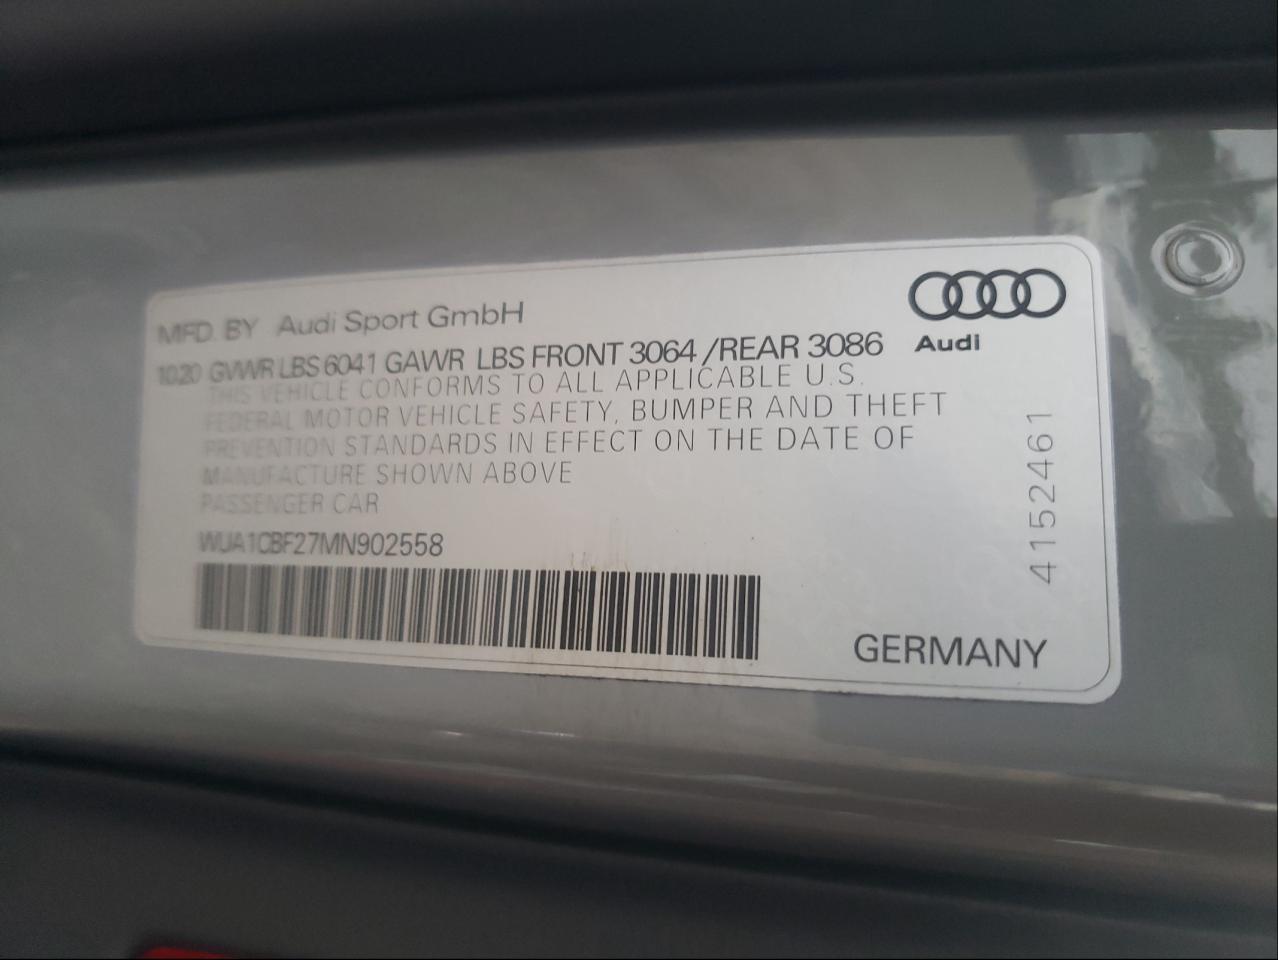 MFD. BY Audi Sport GmbH
10.20 GVWR LBS 6041 GAWR LBS FRONT 3064 /REAR 3086
Audi
THIS VEHICLE CONFORMS TO ALL APPLICABLE U.S.
FEDERAL MOTOR VEHICLE SAFETY, BUMPER AND THEFT
PREVENTION STANDARDS IN EFFECT ON THE DATE OF
MANUFACTURE SHOWN ABOVE
PASSENGER CAR
WUA1CBF27MN902558
4152461
GERMANY